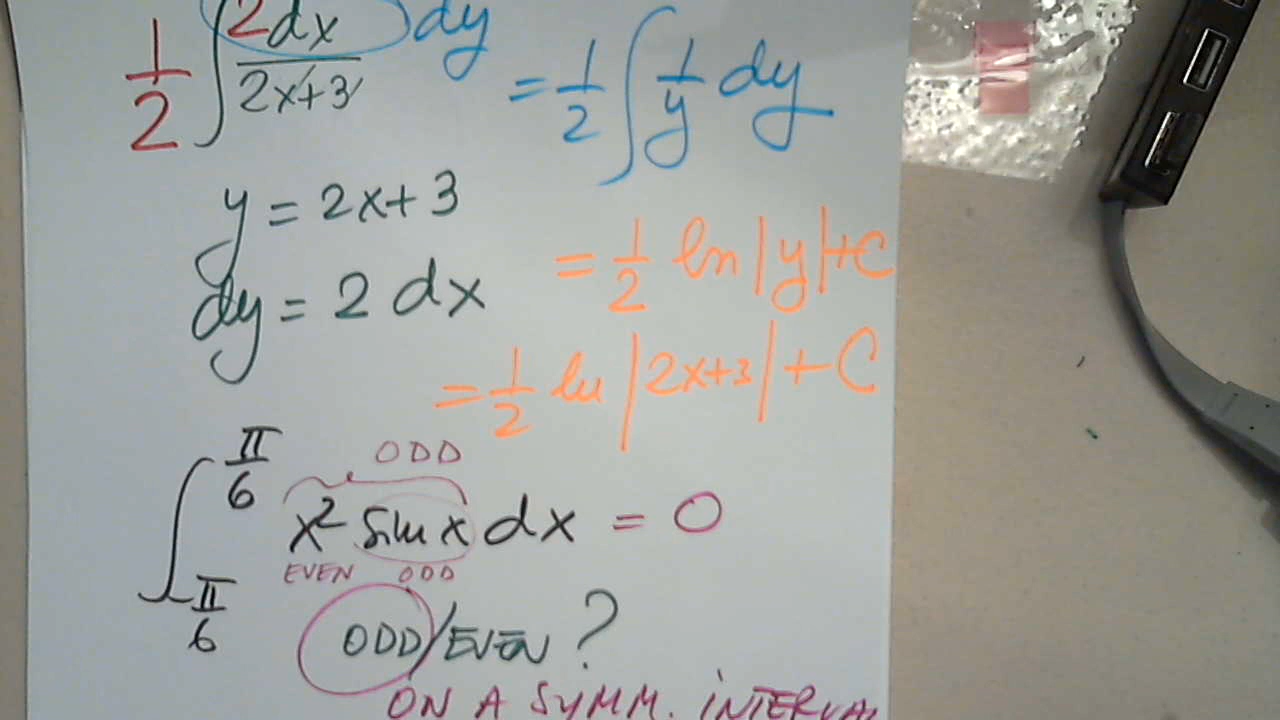 1/2 ∫ 2dx/(2x+3) dy = 1/2 ∫ 1/y dy
y = 2x+3
dy = 2 dx
= 1/2 ln|y|+C
= 1/2 ln|2x+3|+C
ODD
∫_{-π/6}^{π/6} x² sin x dx = 0
EVEN ODD
ODD/EVEN ?
ON A SYMM. INTERVAL